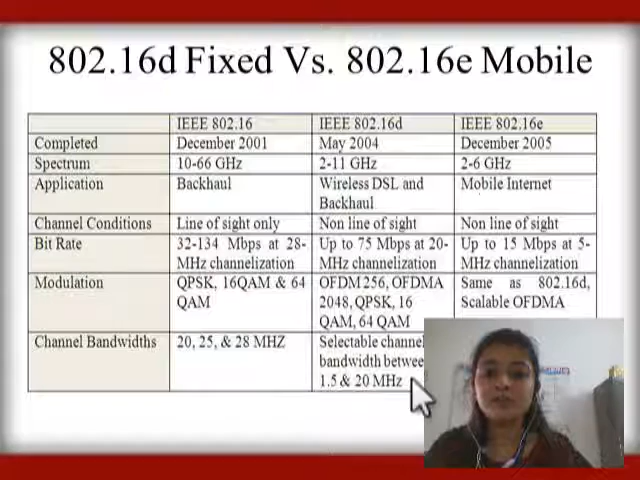 802.16d Fixed Vs. 802.16e Mobile
IEEE 802.16 IEEE 802.16d IEEE 802.16e
Completed December 2001 May 2004 December 2005
Spectrum 10-66 GHz 2-11 GHz 2-6 GHz
Application Backhaul Wireless DSL and Mobile Internet
Backhaul
Channel Conditions Line of sight only Non line of sight Non line of sight
Bit Rate 32-134 Mbps at 28- Up to 75 Mbps at 20- Up to 15 Mbps at 5-
MHz channelization MHz channelization MHz channelization
Modulation QPSK, 16QAM & 64 OFDM 256, OFDMA Same as 802.16d,
QAM 2048, QPSK, 16 Scalable OFDMA
QAM, 64 QAM
Channel Bandwidths 20, 25, & 28 MHZ Selectable channel
bandwidth
1.5 & 20 MHz